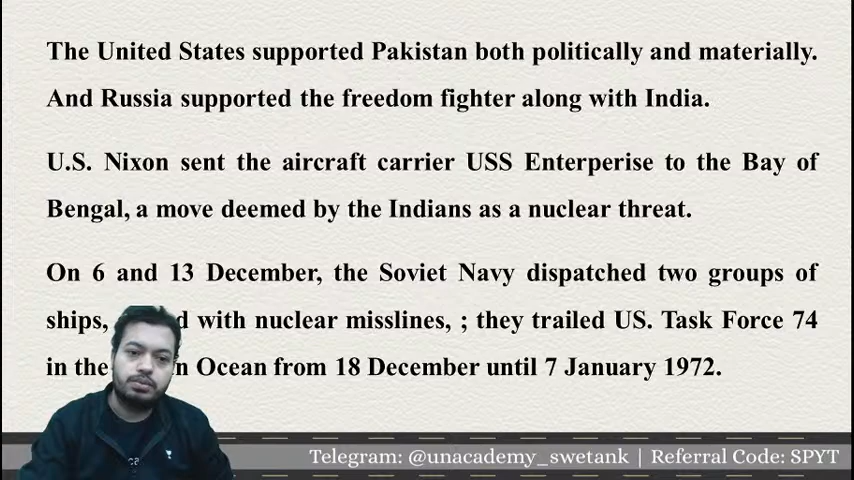 The United States supported Pakistan both politically and materially.
And Russia supported the freedom fighter along with India.
U.S. Nixon sent the aircraft carrier USS Enterperise to the Bay of
Bengal, a move deemed by the Indians as a nuclear threat.
On 6 and 13 December, the Soviet Navy dispatched two groups of
ships, with nuclear misslines, ; they trailed US. Task Force 74
in the Ocean from 18 December until 7 January 1972.
Telegram: @unacademy_swetank | Referral Code: SPYT